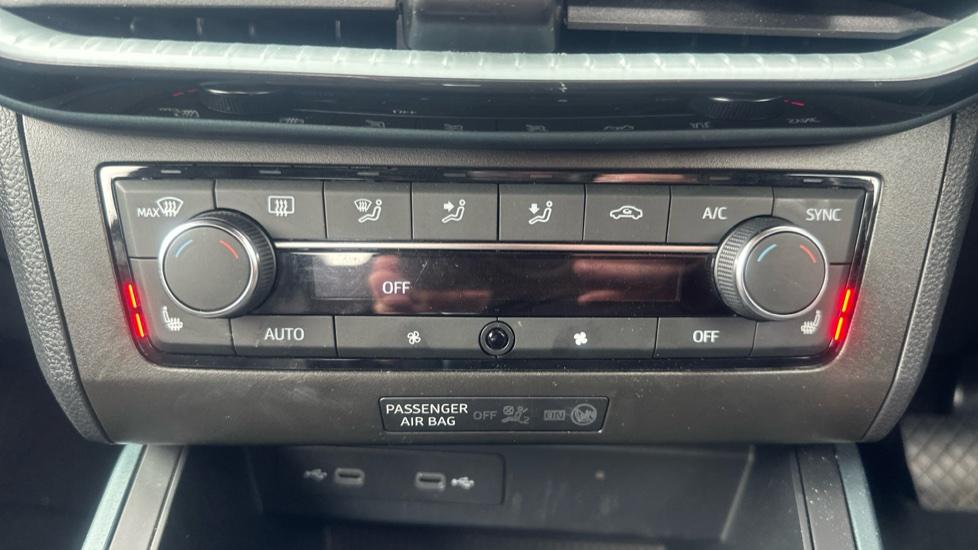 MAX
A/C
SYNC
OFF
AUTO
OFF
PASSENGER
AIR BAG
OFF
ON